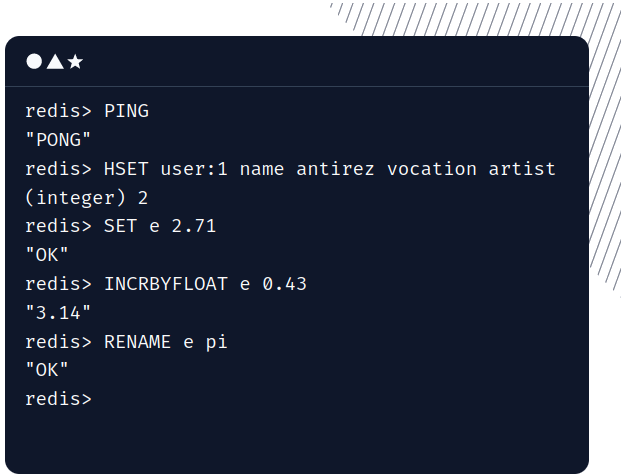 redis> PING
"PONG"
redis> HSET user:1 name antirez vocation artist
(integer) 2
redis> SET e 2.71
"OK"
redis> INCRBYFLOAT e 0.43
"3.14"
redis> RENAME e pi
"OK"
redis>